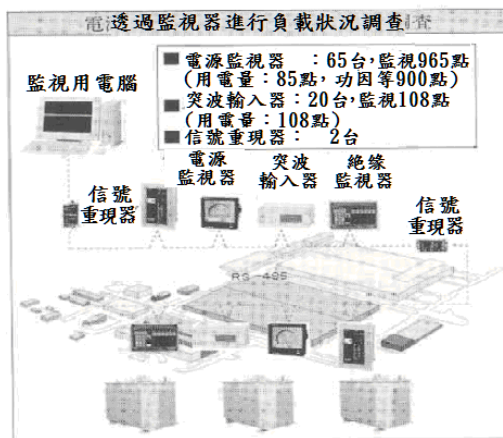 透過監視器進行負載狀況調查
電源監視器 ：65台,監視965點
(用電量：85點，功因等900點)
突波輸入器：20台,監視108點
(用電量：108點)
信號重現器： 2台
監視用電腦
電源
監視器
突波
輸入器
絕緣
監視器
信號
重現器
信號
重現器
RS-485